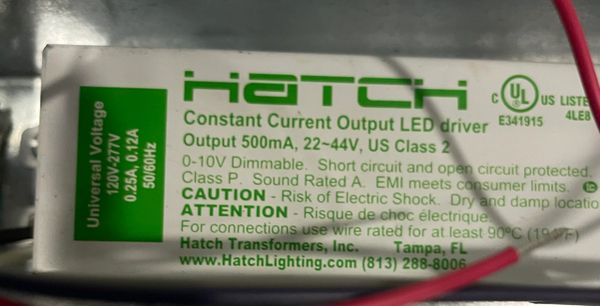 HATCH
Constant Current Output LED driver
Output 500mA, 22~44V, US Class 2
0-10V Dimmable. Short circuit and open circuit protected.
Class P. Sound Rated A. EMI meets consumer limits.
CAUTION - Risk of Electric Shock. Dry and damp locatio
ATTENTION - Risque de choc électrique.
For connections use wire rated for at least 90°C
Hatch Transformers, Inc. Tampa, FL
www.HatchLighting.com (813) 288-8006
Universal Voltage
120V-277V
0.25A, 0.12A
50/60Hz
C UL US LISTE
E341915 4LE8